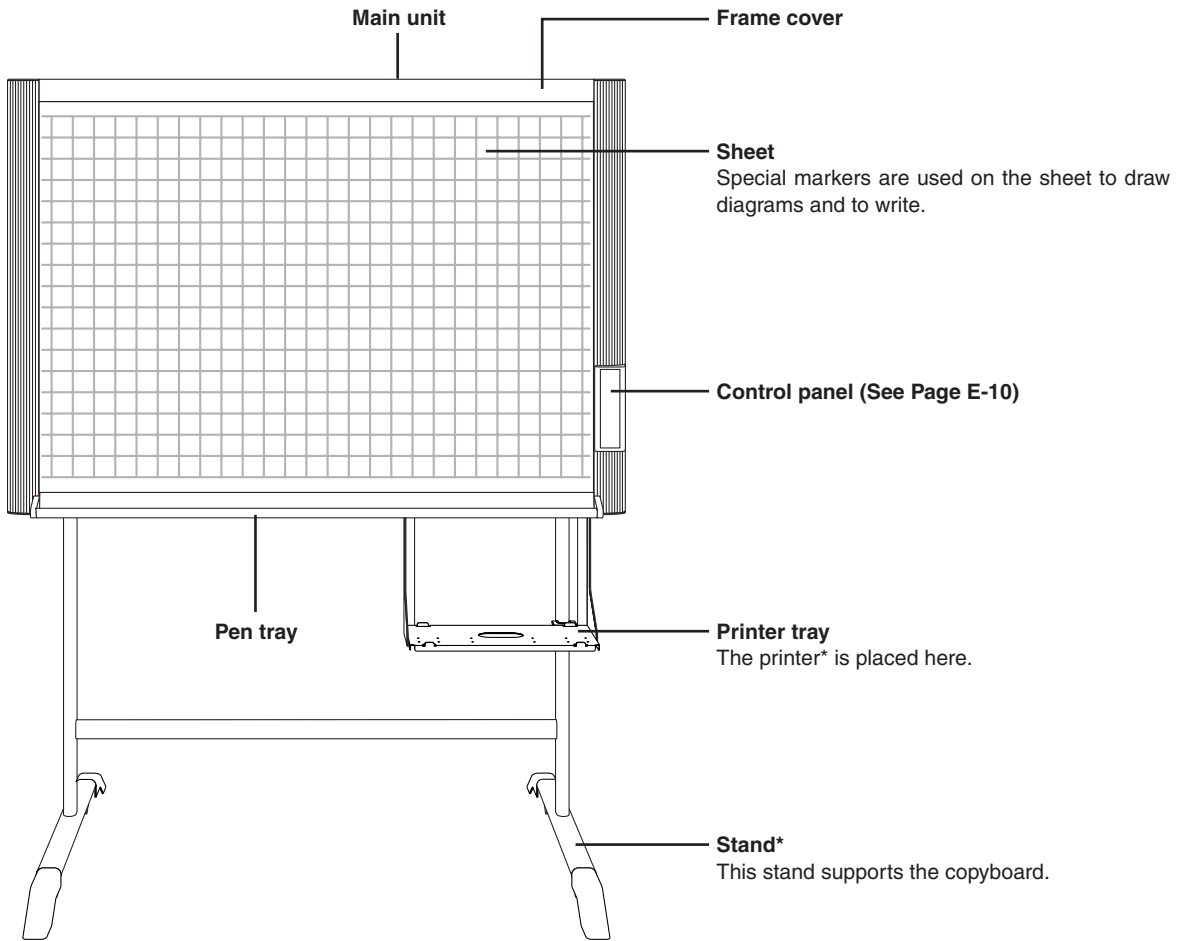 Main unit
Frame cover
Sheet
Special markers are used on the sheet to draw
diagrams and to write.
Control panel (See Page E-10)
Pen tray
Printer tray
The printer* is placed here.
Stand*
This stand supports the copyboard.